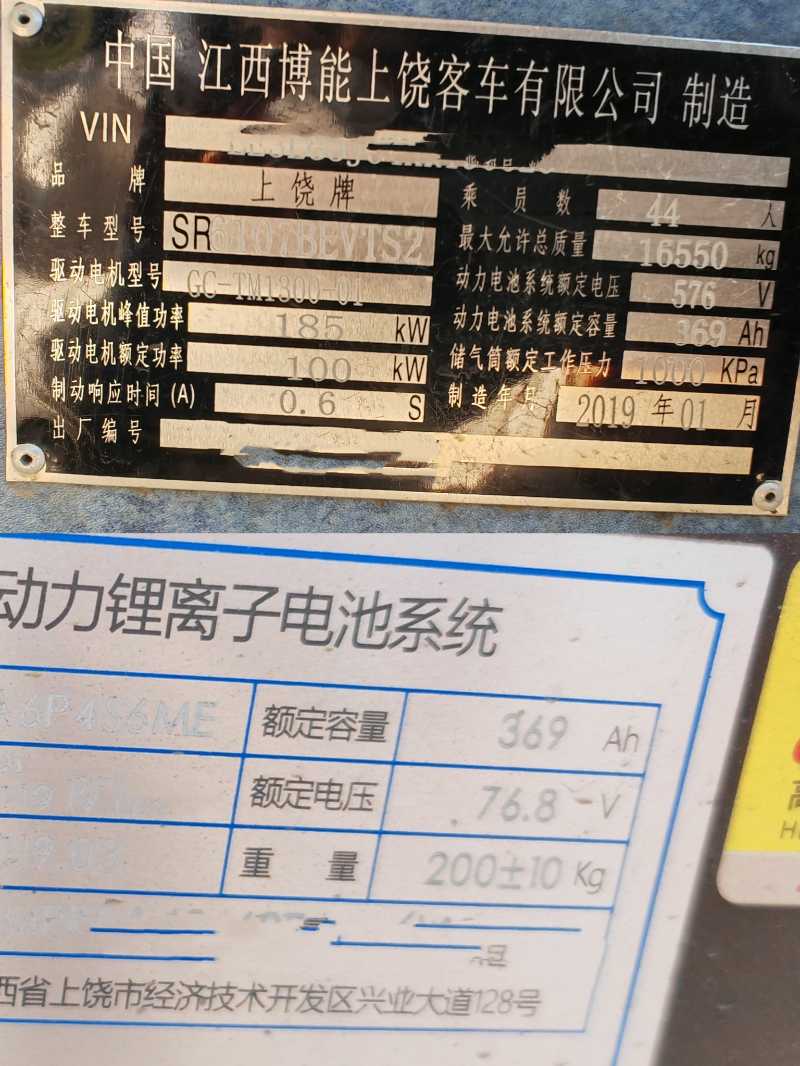 中国 江西博能上饶客车有限公司 制造
VIN
品牌 上饶牌 乘员数 44 人
整车型号 SR6107BEVTS2 最大允许总质量 16550 kg
驱动电机型号 GC-TM1300-01 动力电池系统额定电压 576 V
驱动电机峰值功率 185 kW 动力电池系统额定容量 369 Ah
驱动电机额定功率 100 kW 储气筒额定工作压力 1000 KPa
制动响应时间(A) 0.6 S 制造年 2019 年 01 月
出厂编号
动力锂离子电池系统
6P4S6ME 额定容量 369 Ah
额定电压 76.8 V
重量 200±10 Kg
西省上饶市经济技术开发区兴业大道128号
高